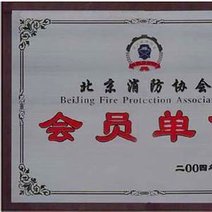 北京消防协会
BeiJing Fire Protection Associa
会员单
二00四年